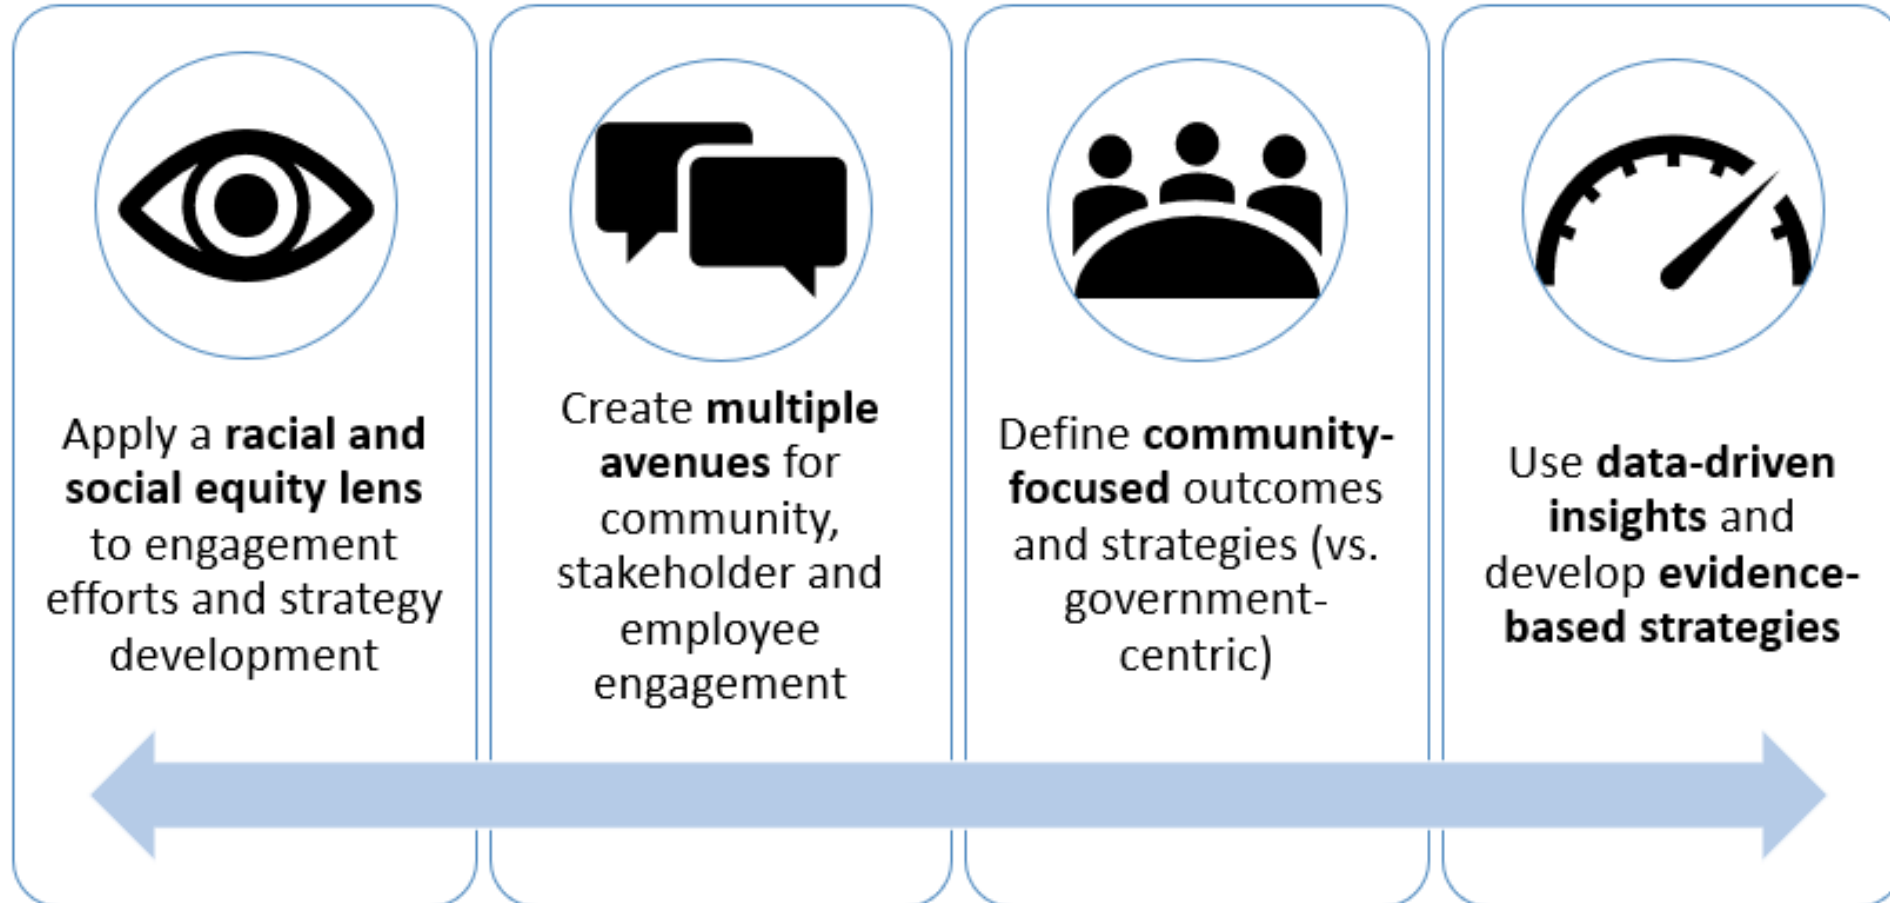 Apply a racial and
social equity lens
to engagement
efforts and strategy
development
Create multiple
avenues for
community,
stakeholder and
employee
engagement
Define community-
focused outcomes
and strategies (vs.
government-
centric)
Use data-driven
insights and
develop evidence-
based strategies